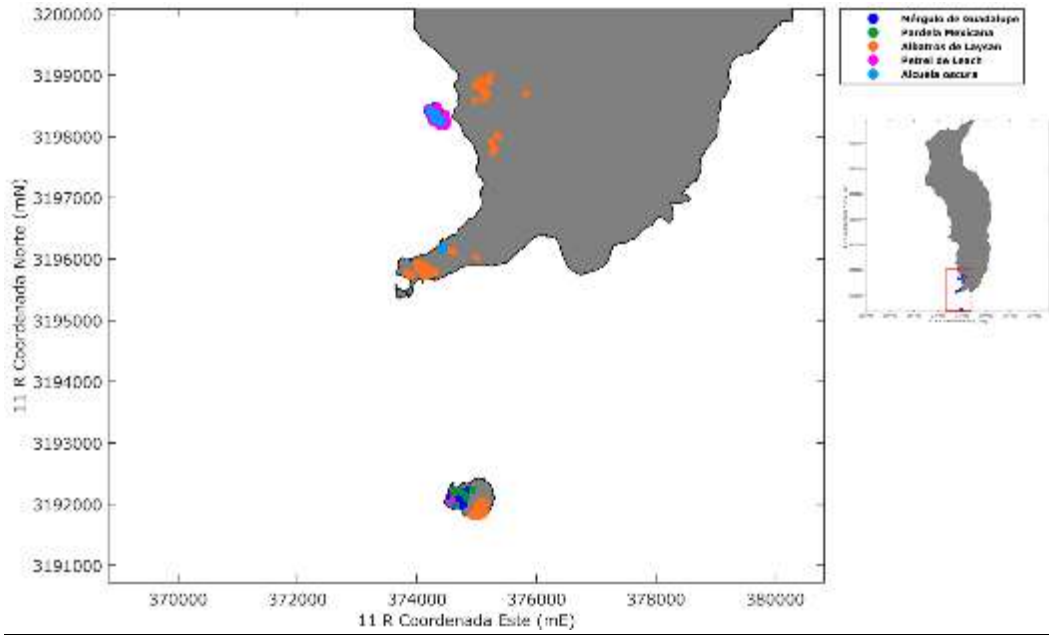 3200000
3199000
3198000
3197000
3196000
3195000
3194000
3193000
3192000
3191000
370000 372000 374000 376000 378000 380000
11 R Coordenada Este (mE)
11 R Coordenada Norte (mN)
Mérgulo de Guadalupe
Pardela Mexicana
Albatros de Laysan
Petrel de Leach
Alcuela oscura